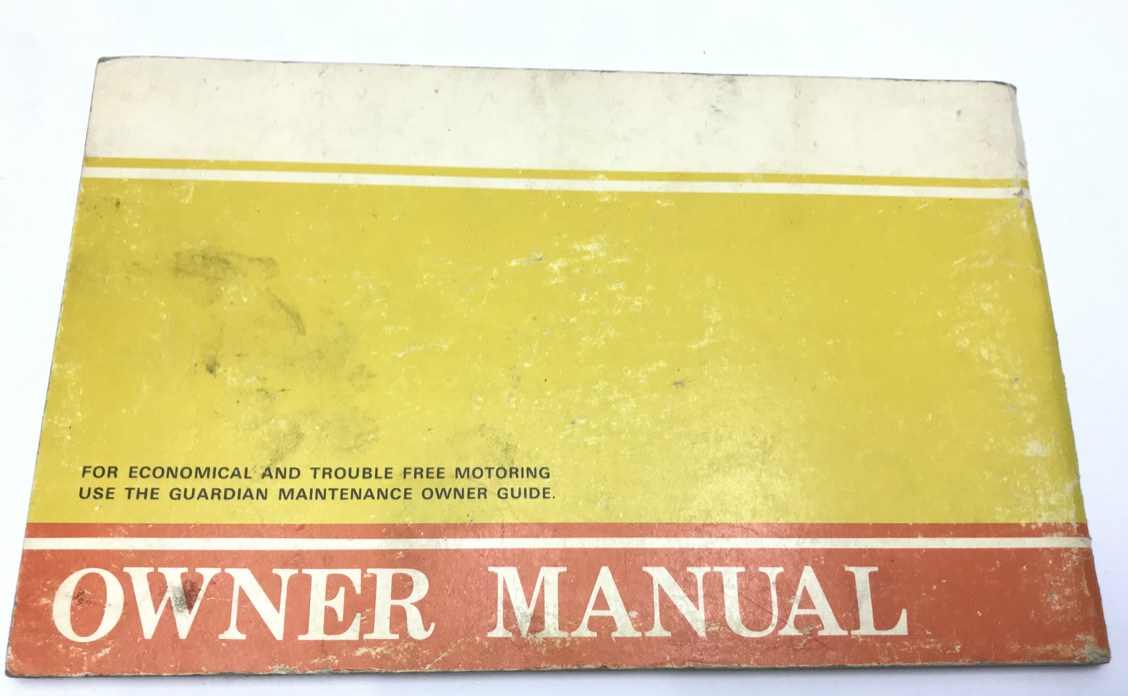 FOR ECONOMICAL AND TROUBLE FREE MOTORING
USE THE GUARDIAN MAINTENANCE OWNER GUIDE.
OWNER MANUAL